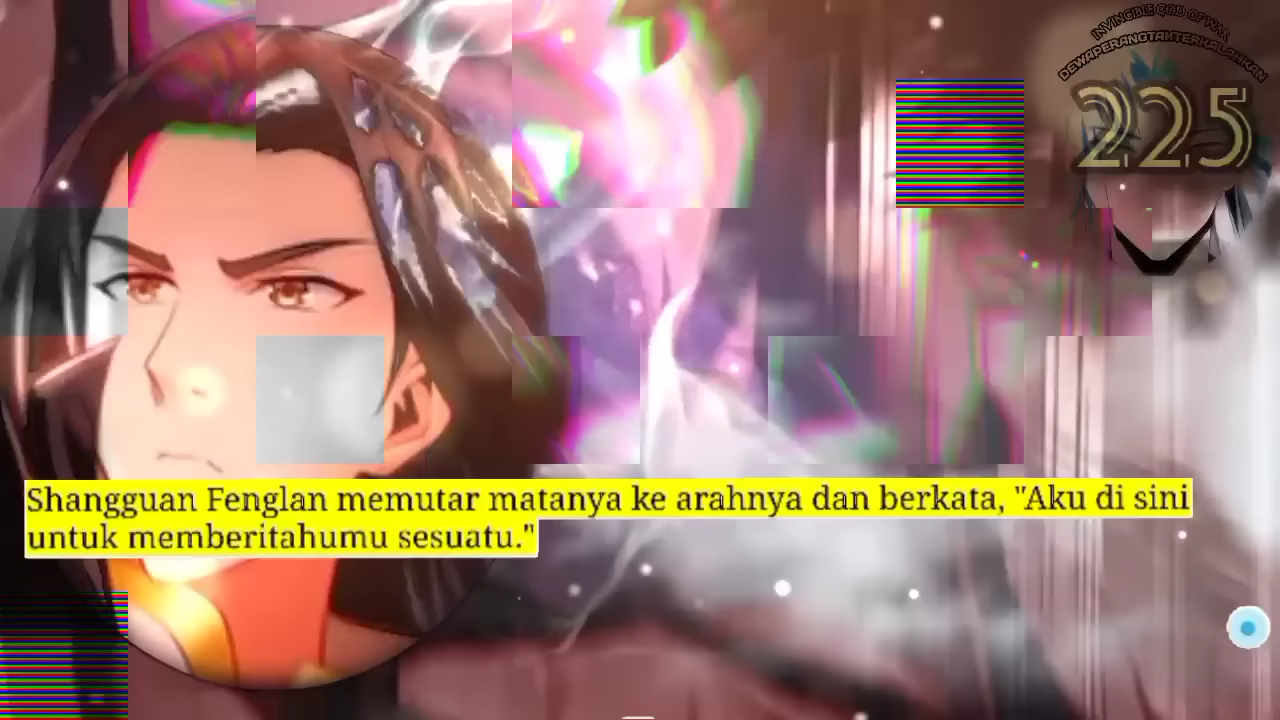 INVINCIBLE GOD OF WAR
DEWAPERANGTAKTERKALAHKAN
225
Shangguan Fenglan memutar matanya ke arahnya dan berkata, "Aku di sini
untuk memberitahumu sesuatu."